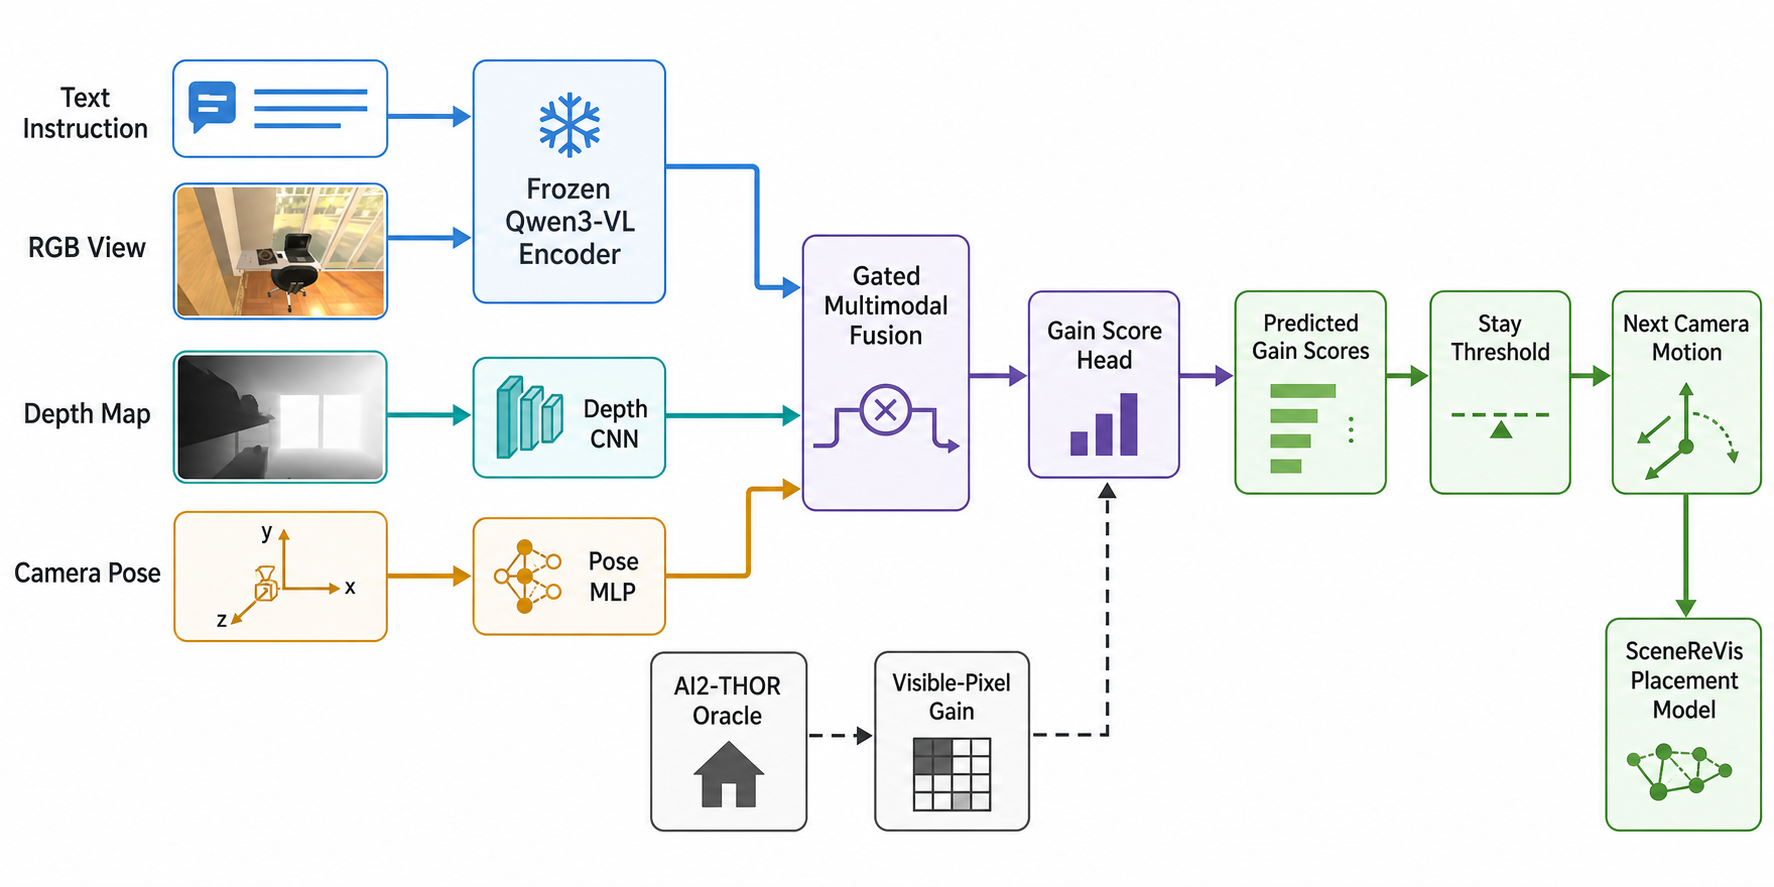 Text
Instruction
RGB View
Depth Map
Camera Pose
y
x
z
Frozen
Qwen3-VL
Encoder
Depth
CNN
Pose
MLP
Gated
Multimodal
Fusion
Gain Score
Head
Predicted
Gain Scores
Stay
Threshold
Next Camera
Motion
SceneReVis
Placement
Model
AI2-THOR
Oracle
Visible-Pixel
Gain